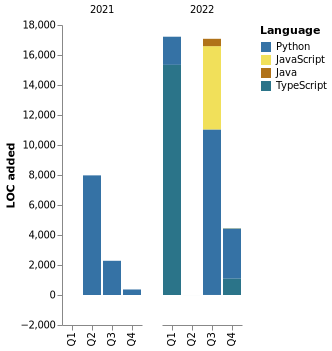 2021
2022
Language
Python
JavaScript
Java
TypeScript
LOC added
18,000
16,000
14,000
12,000
10,000
8,000
6,000
4,000
2,000
0
−2,000
Q1
Q2
Q3
Q4
Q1
Q2
Q3
Q4